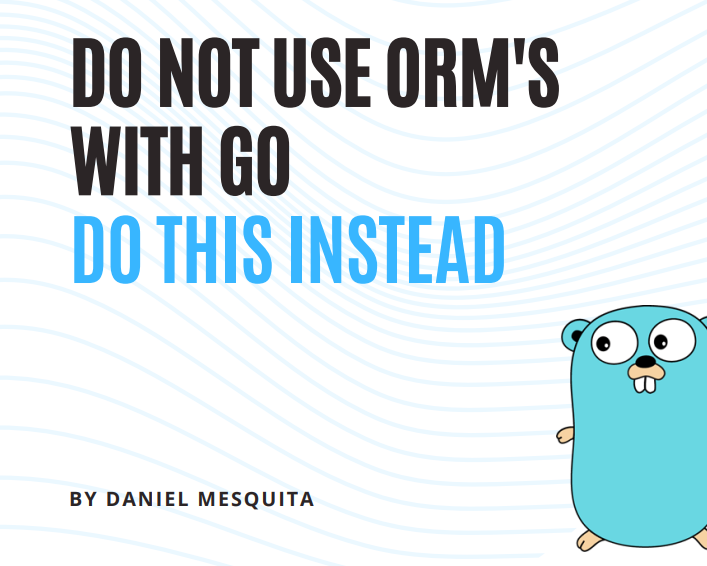 DO NOT USE ORM'S
WITH GO
DO THIS INSTEAD
BY DANIEL MESQUITA